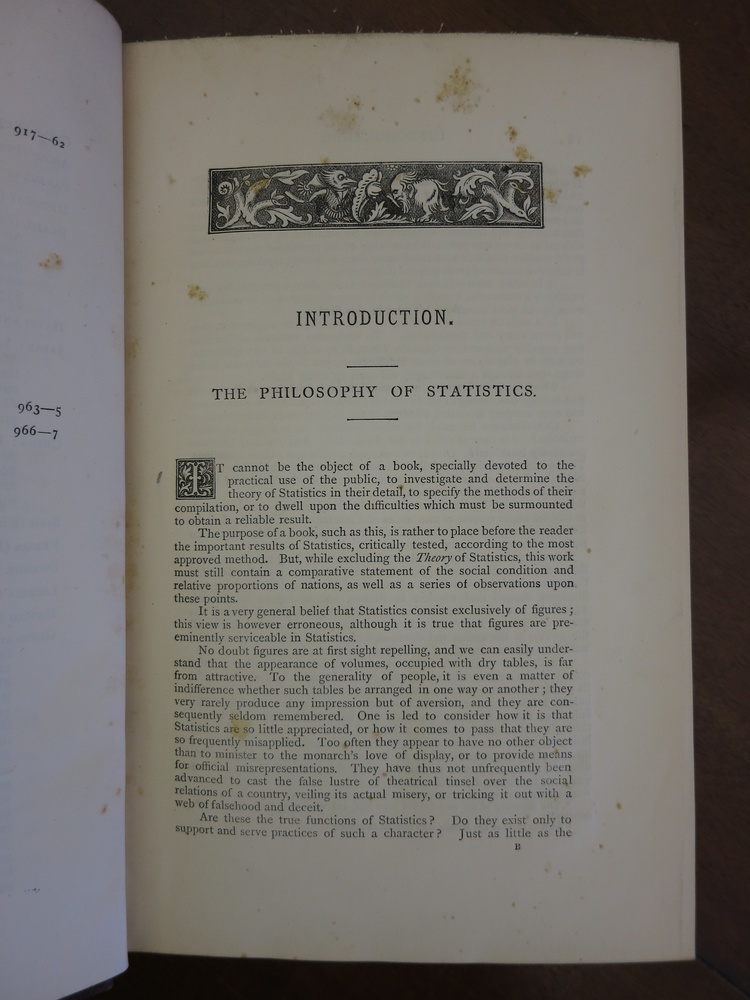 917—62
963—5
966—7
INTRODUCTION.
THE PHILOSOPHY OF STATISTICS.
IT cannot be the object of a book, specially devoted to the
practical use of the public, to investigate and determine the
theory of Statistics in their detail, to specify the methods of their
compilation, or to dwell upon the difficulties which must be surmounted
to obtain a reliable result.
The purpose of a book, such as this, is rather to place before the reader
the important results of Statistics, critically tested, according to the most
approved method. But, while excluding the Theory of Statistics, this work
must still contain a comparative statement of the social condition and
relative proportions of nations, as well as a series of observations upon
these points.
It is a very general belief that Statistics consist exclusively of figures ;
this view is however erroneous, although it is true that figures are pre-
eminently serviceable in Statistics.
No doubt figures are at first sight repelling, and we can easily under-
stand that the appearance of volumes, occupied with dry tables, is far
from attractive. To the generality of people, it is even a matter of
indifference whether such tables be arranged in one way or another ; they
very rarely produce any impression but of aversion, and they are con-
sequently seldom remembered. One is led to consider how it is that
Statistics are so little appreciated, or how it comes to pass that they are
so frequently misapplied. Too often they appear to have no other object
than to minister to the monarch's love of display, or to provide means
for official misrepresentations. They have thus not unfrequently been
advanced to cast the false lustre of theatrical tinsel over the social
relations of a country, veiling its actual misery, or tricking it out with a
web of falsehood and deceit.
Are these the true functions of Statistics ? Do they exist only to
support and serve practices of such a character ? Just as little as the
B